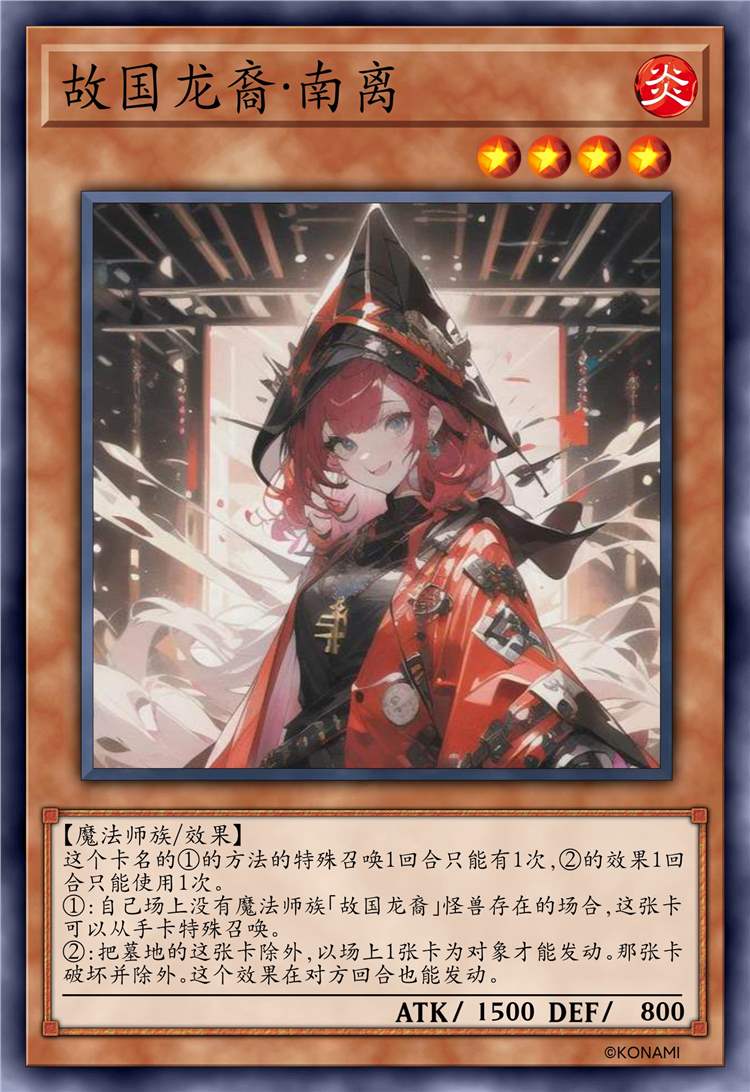 故国龙裔·南离
炎
【魔法师族/效果】
这个卡名的①的方法的特殊召唤1回合只能有1次,②的效果1回
合只能使用1次。
①:自己场上没有魔法师族「故国龙裔」怪兽存在的场合,这张卡
可以从手卡特殊召唤。
②:把墓地的这张卡除外,以场上1张卡为对象才能发动。那张卡
破坏并除外。这个效果在对方回合也能发动。
ATK/ 1500 DEF/ 800
©KONAMI